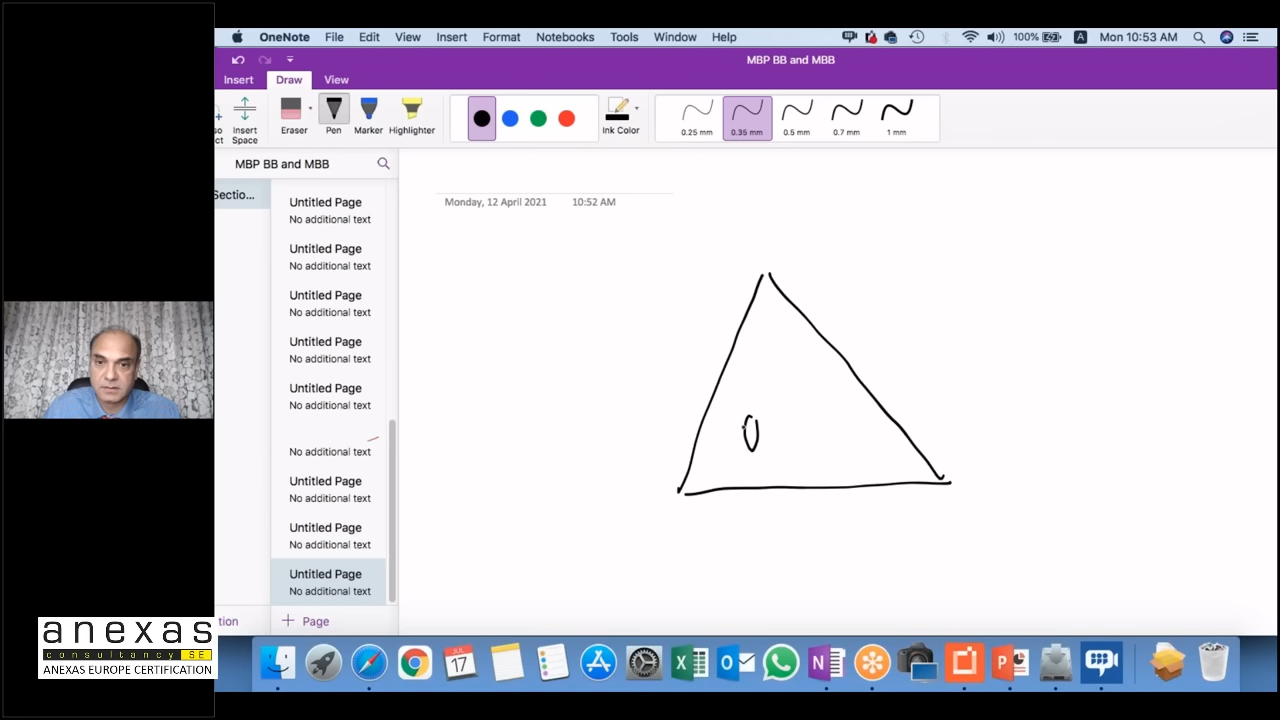 OneNote File Edit View Insert Format Notebooks Tools Window Help 100% A Mon 10:53 AM
MBP BB and MBB
Insert Draw View
Insert Space Eraser Pen Marker Highlighter Ink Color 0.25 mm 0.35 mm 0.5 mm 0.7 mm 1 mm
MBP BB and MBB
Sectio...
Untitled Page
No additional text
Monday, 12 April 2021 10:52 AM
Untitled Page
No additional text
Untitled Page
No additional text
Untitled Page
No additional text
Untitled Page
No additional text
No additional text
0
Untitled Page
No additional text
Untitled Page
No additional text
Untitled Page
No additional text
tion + Page
anexas
consultancy SE
ANEXAS EUROPE CERTIFICATION
JUL
17
X O N P